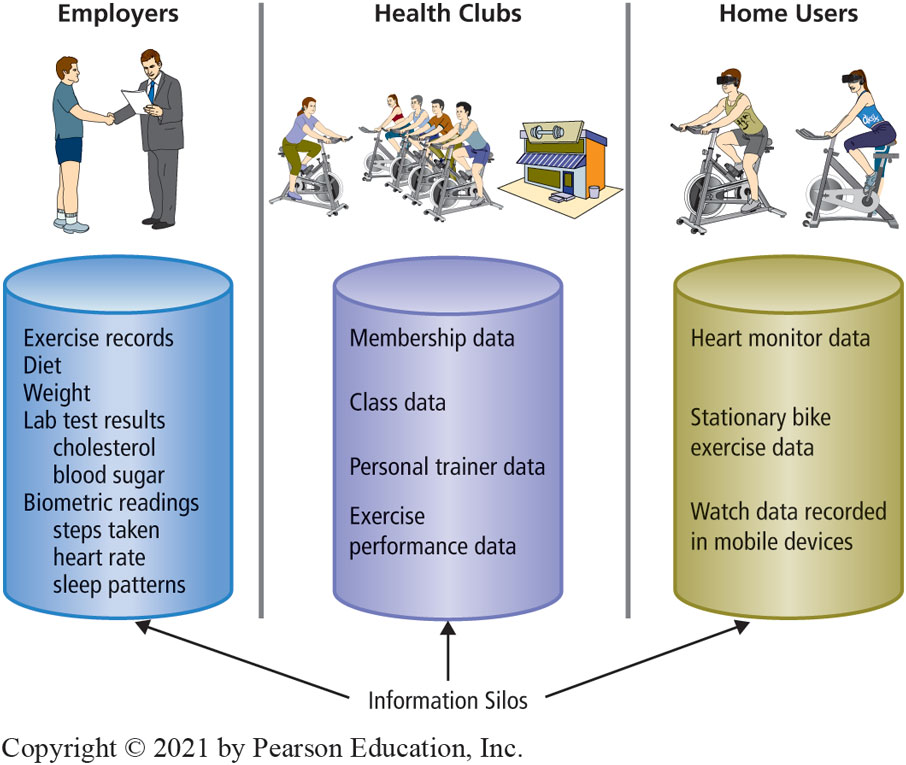 Employers
Health Clubs
Home Users
Exercise records
Diet
Weight
Lab test results
cholesterol
blood sugar
Biometric readings
steps taken
heart rate
sleep patterns
Membership data
Class data
Personal trainer data
Exercise
performance data
Heart monitor data
Stationary bike
exercise data
Watch data recorded
in mobile devices
Information Silos
Copyright © 2021 by Pearson Education, Inc.